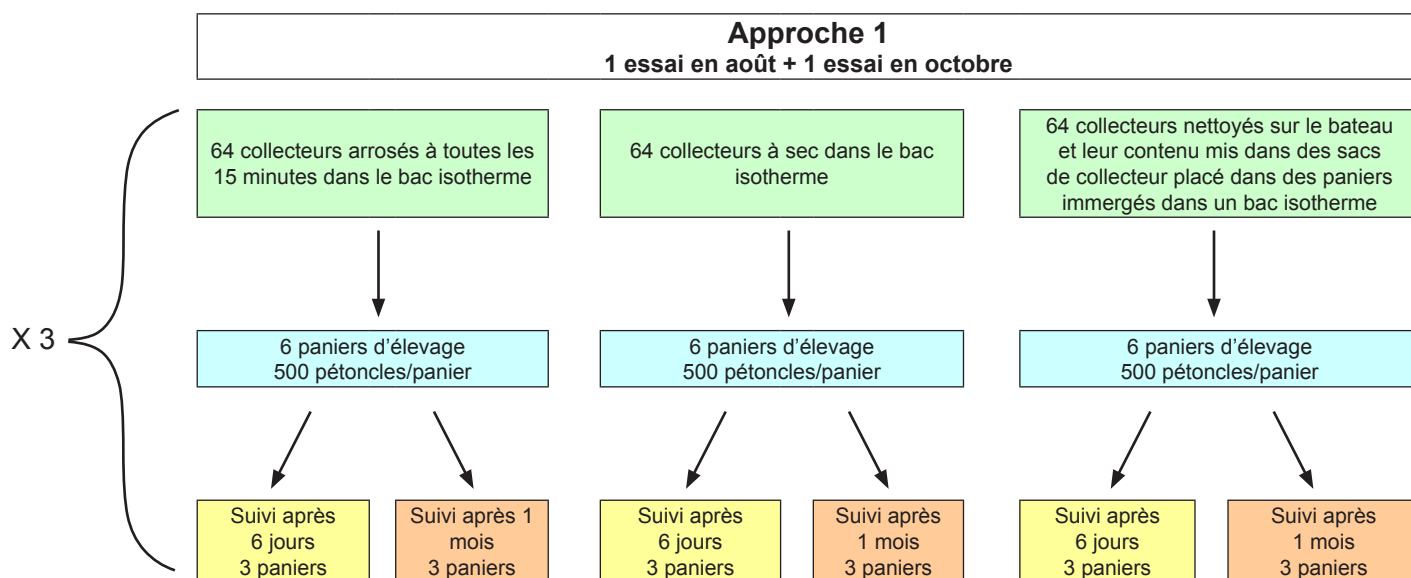 Approche 1
1 essai en août + 1 essai en octobre
64 collecteurs arrosés à toutes les
15 minutes dans le bac isotherme
64 collecteurs à sec dans le bac
isotherme
64 collecteurs nettoyés sur le bateau
et leur contenu mis dans des sacs
de collecteur placé dans des paniers
immergés dans un bac isotherme
X 3
6 paniers d’élevage
500 pétoncles/panier
6 paniers d’élevage
500 pétoncles/panier
6 paniers d’élevage
500 pétoncles/panier
Suivi après
6 jours
3 paniers
Suivi après 1
mois
3 paniers
Suivi après
6 jours
3 paniers
Suivi après
1 mois
3 paniers
Suivi après
6 jours
3 paniers
Suivi après
1 mois
3 paniers